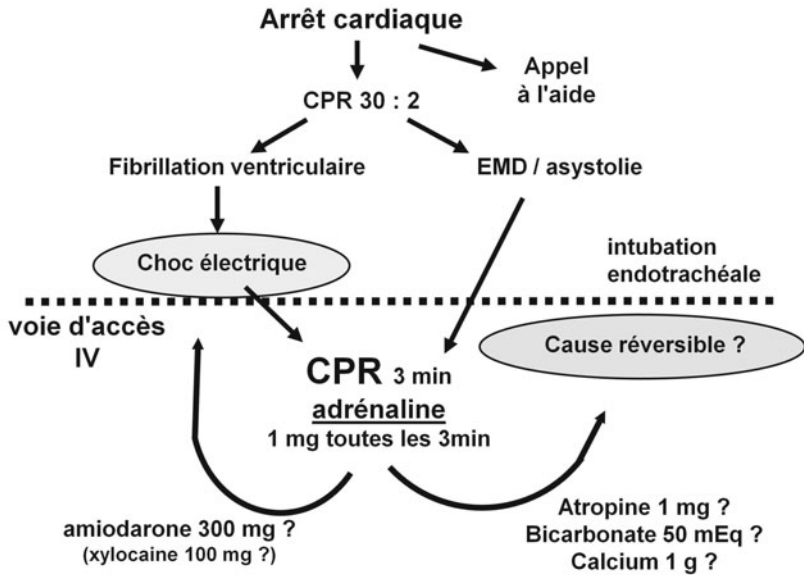 Arrêt cardiaque
Appel
à l'aide
CPR 30 : 2
Fibrillation ventriculaire
EMD / asystolie
Choc électrique
intubation
endotrachéale
voie d'accès
IV
Cause réversible ?
CPR 3 min
adrénaline
1 mg toutes les 3min
amiodarone 300 mg ?
(xylocaine 100 mg ?)
Atropine 1 mg ?
Bicarbonate 50 mEq ?
Calcium 1 g ?